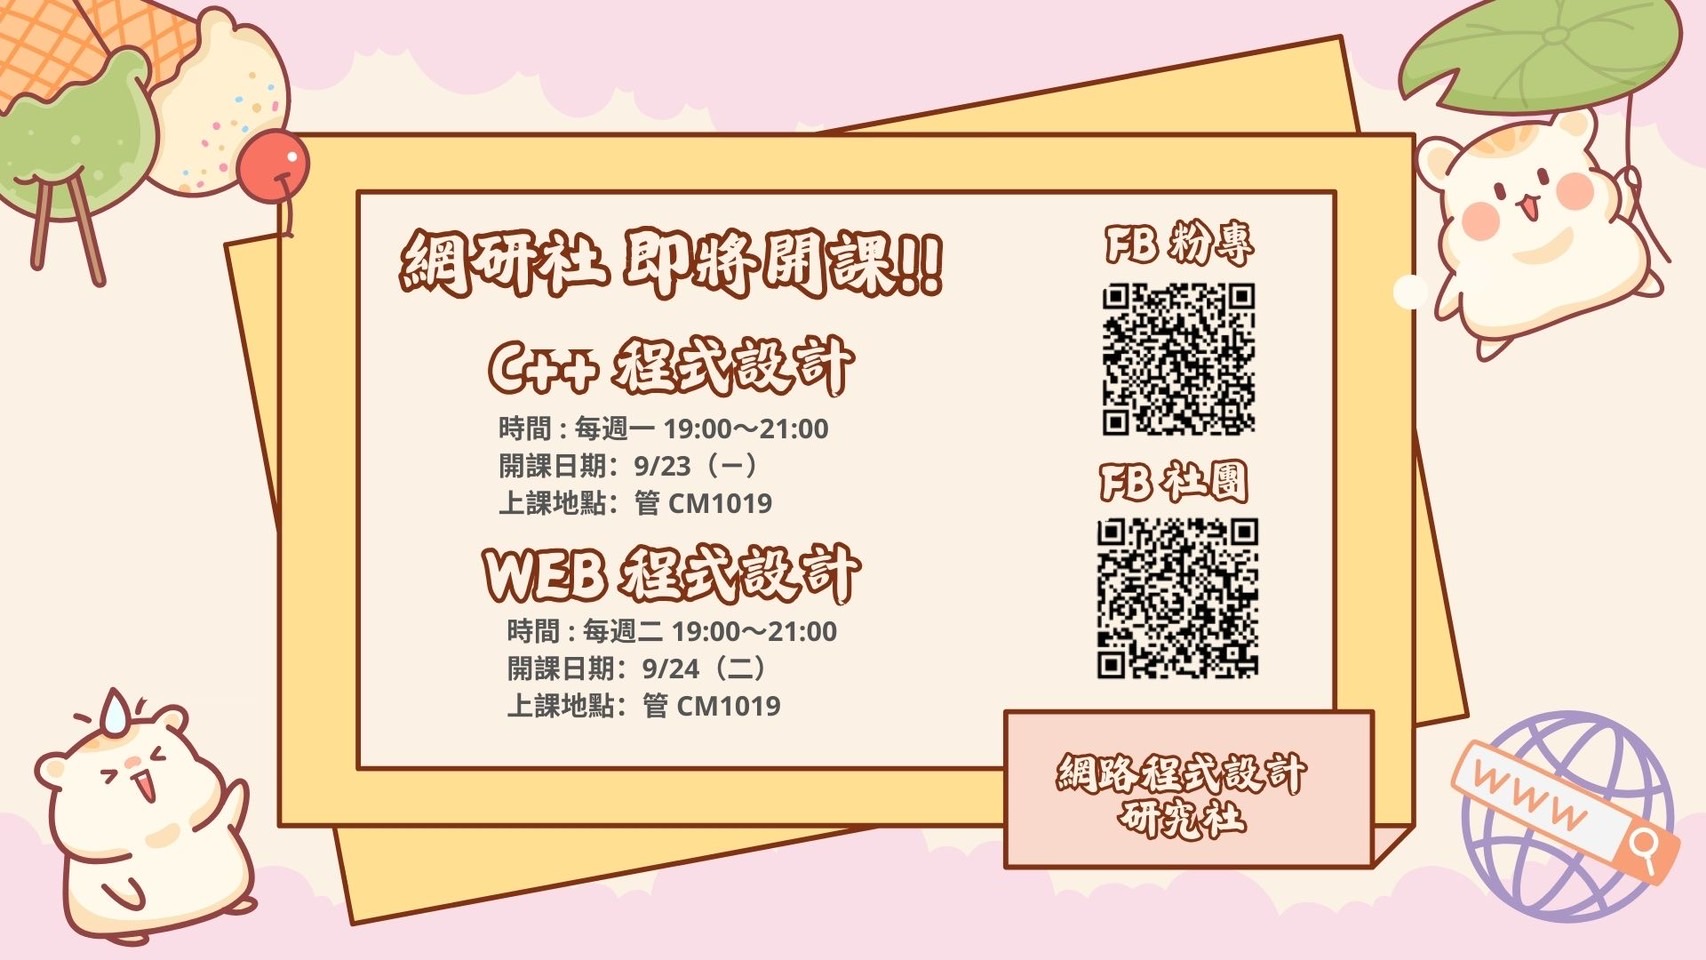 網研社 即將開課!!
C++ 程式設計
時間 : 每週一 19:00～21:00
開課日期：9/23（一）
上課地點：管 CM1019
WEB 程式設計
時間 : 每週二 19:00～21:00
開課日期：9/24（二）
上課地點：管 CM1019
FB 粉專
FB 社團
網路程式設計
研究社
WWW